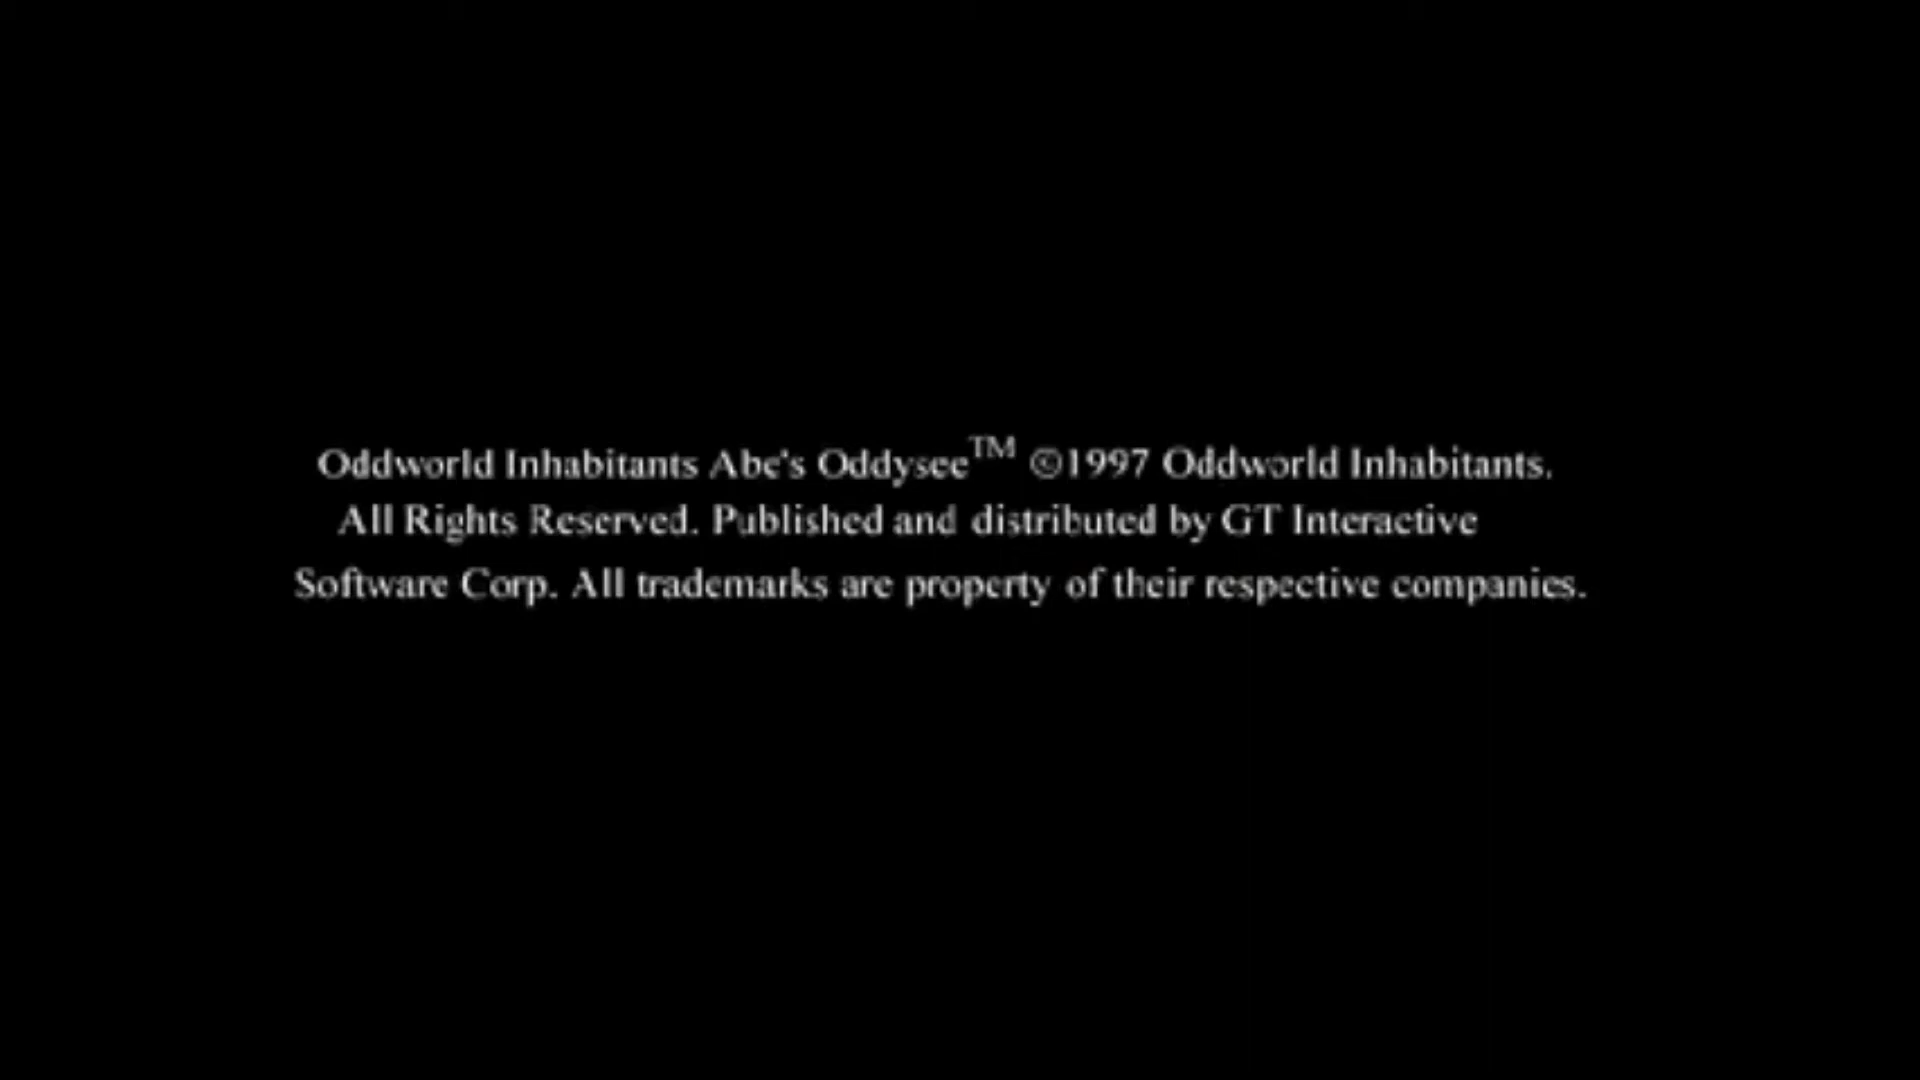 Oddworld Inhabitants Abe's Oddysee™ ©1997 Oddworld Inhabitants.
All Rights Reserved. Published and distributed by GT Interactive
Software Corp. All trademarks are property of their respective companies.